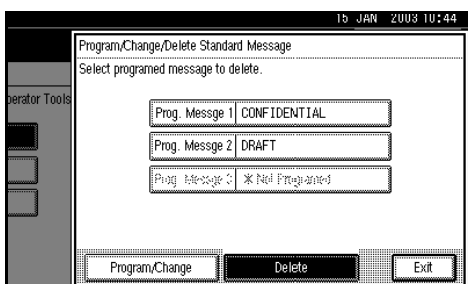 15 JAN 2003 10:44
Program/Change/Delete Standard Message
Select programed message to delete.
perator Tools
Prog. Messge 1 CONFIDENTIAL
Prog. Messge 2 DRAFT
Prog. Messge 3 ※ Not Programed
Program/Change Delete Exit